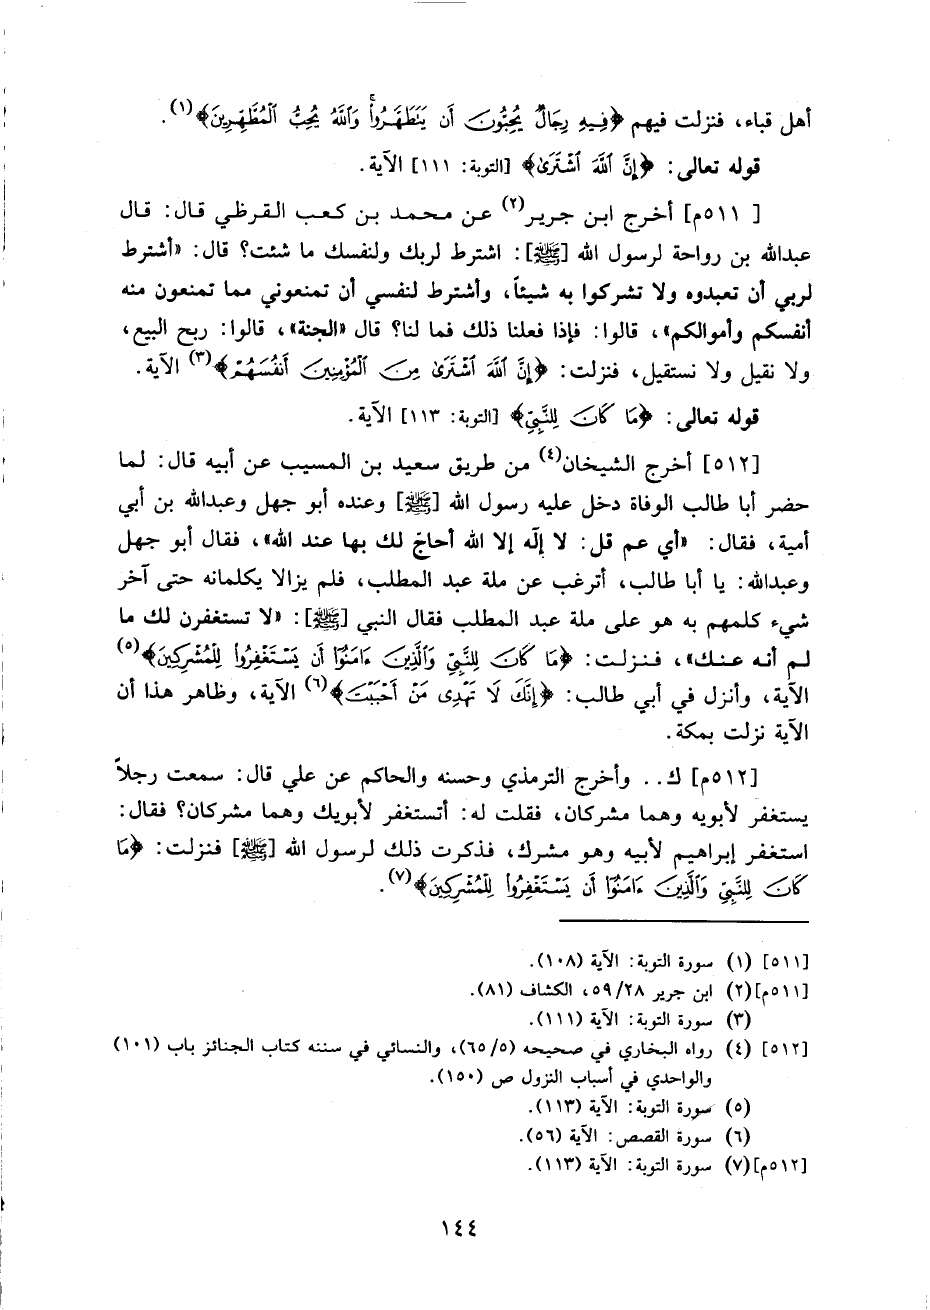 أهل قباء، فنزلت فيهم ﴿فِيهِ رِجَالٌ يُحِبُّونَ أَن يَتَطَهَّرُواْ وَاللَّهُ يُحِبُّ الْمُطَّهِّرِينَ﴾(١).
قوله تعالى: ﴿إِنَّ اللَّهَ اشْتَرَىٰ﴾ [التوبة: ١١١] الآية.
[ ٥١١م] أخرج ابن جرير(٢) عن محمد بن كعب القرظي قال: قال
عبدالله بن رواحة لرسول الله [ﷺ]: اشترط لربك ولنفسك ما شئت؟ قال: «أشترط
لربي أن تعبدوه ولا تشركوا به شيئاً، وأشترط لنفسي أن تمنعوني مما تمنعون منه
أنفسكم وأموالكم»، قالوا: فإذا فعلنا ذلك فما لنا؟ قال «الجنة»، قالوا: ربح البيع،
ولا نقيل ولا نستقيل، فنزلت: ﴿إِنَّ اللَّهَ اشْتَرَىٰ مِنَ الْمُؤْمِنِينَ أَنفُسَهُمْ﴾(٣) الآية.
قوله تعالى: ﴿مَا كَانَ لِلنَّبِيِّ﴾ [التوبة: ١١٣] الآية.
[٥١٢] أخرج الشيخان(٤) من طريق سعيد بن المسيب عن أبيه قال: لما
حضر أبا طالب الوفاة دخل عليه رسول الله [ﷺ] وعنده أبو جهل وعبدالله بن أبي
أمية، فقال: «أي عم قل: لا إله إلا الله أحاج لك بها عند الله»، فقال أبو جهل
وعبدالله: يا أبا طالب، أترغب عن ملة عبد المطلب، فلم يزالا يكلمانه حتى آخر
شيء كلمهم به هو على ملة عبد المطلب فقال النبي [ﷺ]: «لا تستغفرن لك ما
لم أنه عنك»، فنزلت: ﴿مَا كَانَ لِلنَّبِيِّ وَالَّذِينَ ءَامَنُوٓا أَن يَسْتَغْفِرُواْ لِلْمُشْرِكِينَ﴾(٥)
الآية، وأنزل في أبي طالب: ﴿إِنَّكَ لَا تَهْدِى مَنْ أَحْبَبْتَ﴾(٦) الآية، وظاهر هذا أن
الآية نزلت بمكة.
[٥١٢م] ك.. وأخرج الترمذي وحسنه والحاكم عن علي قال: سمعت رجلاً
يستغفر لأبويه وهما مشركان، فقلت له: أتستغفر لأبويك وهما مشركان؟ فقال:
استغفر إبراهيم لأبيه وهو مشرك، فذكرت ذلك لرسول الله [ﷺ] فنزلت: ﴿مَا
كَانَ لِلنَّبِيِّ وَالَّذِينَ ءَامَنُوٓا أَن يَسْتَغْفِرُواْ لِلْمُشْرِكِينَ﴾(٧).
[٥١١] (١) سورة التوبة: الآية (١٠٨).
[٥١١م](٢) ابن جرير ٥٩/٢٨، الكشاف (٨١).
(٣) سورة التوبة: الآية (١١١).
[٥١٢] (٤) رواه البخاري في صحيحه (٦٥/٥)، والنسائي في سننه كتاب الجنائز باب (١٠١)
والواحدي في أسباب النزول ص (١٥٠).
(٥) سورة التوبة: الآية (١١٣).
(٦) سورة القصص: الآية (٥٦).
[٥١٢م](٧) سورة التوبة: الآية (١١٣).
١٤٤